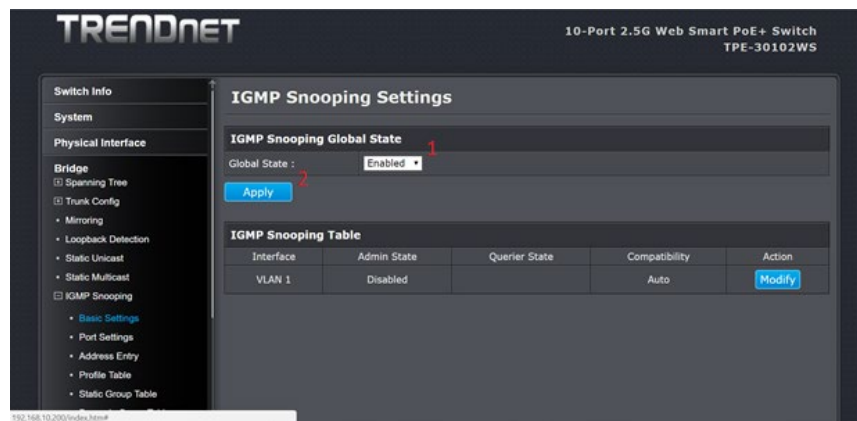 TRENDNET
10-Port 2.5G Web Smart PoE+ Switch
TPE-30102WS
Switch Info
System
Physical Interface
Bridge
Spanning Tree
Trunk Config
Mirroring
Loopback Detection
Static Unicast
Static Multicast
IGMP Snooping
Basic Settings
Port Settings
Address Entry
Profile Table
Static Group Table
IGMP Snooping Settings
IGMP Snooping Global State
1
Global State : Enabled
2
Apply
IGMP Snooping Table
Interface Admin State Querier State Compatibility Action
VLAN 1 Disabled Auto Modify
192.168.10.200/index.htm#